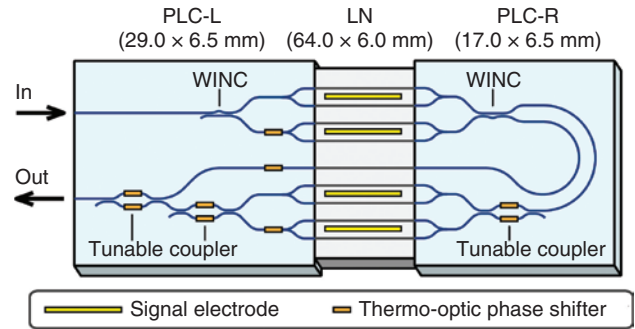 PLC-L LN PLC-R
(29.0 × 6.5 mm) (64.0 × 6.0 mm) (17.0 × 6.5 mm)
WINC WINC
In
Out
Tunable coupler Tunable coupler
Signal electrode Thermo-optic phase shifter